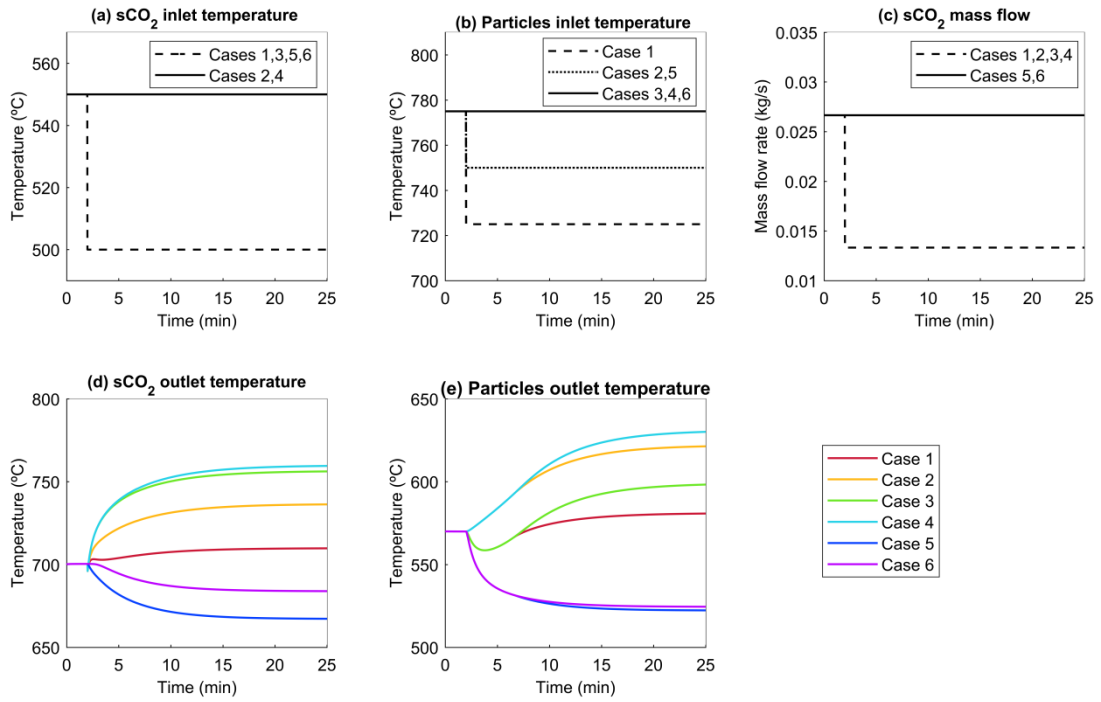 (a) sCO2 inlet temperature
Temperature (ºC)
560
540
520
500
0 5 10 15 20 25
Time (min)
Cases 1,3,5,6
Cases 2,4
(b) Particles inlet temperature
Temperature (ºC)
800
780
760
740
720
700
0 5 10 15 20 25
Time (min)
Case 1
Cases 2,5
Cases 3,4,6
(c) sCO2 mass flow
Mass flow rate (kg/s)
0.035
0.03
0.025
0.02
0.015
0.01
0 5 10 15 20 25
Time (min)
Cases 1,2,3,4
Cases 5,6
(d) sCO2 outlet temperature
Temperature (ºC)
800
750
700
650
0 5 10 15 20 25
Time (min)
(e) Particles outlet temperature
Temperature (ºC)
650
600
550
500
0 5 10 15 20 25
Time (min)
Case 1
Case 2
Case 3
Case 4
Case 5
Case 6